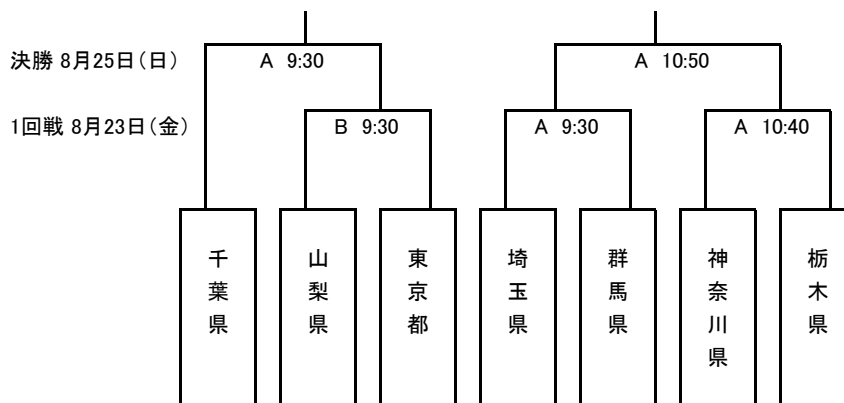 決勝 8月25日(日)
A 9:30
A 10:50
1回戦 8月23日(金)
B 9:30
A 9:30
A 10:40
千葉県
山梨県
東京都
埼玉県
群馬県
神奈川県
栃木県